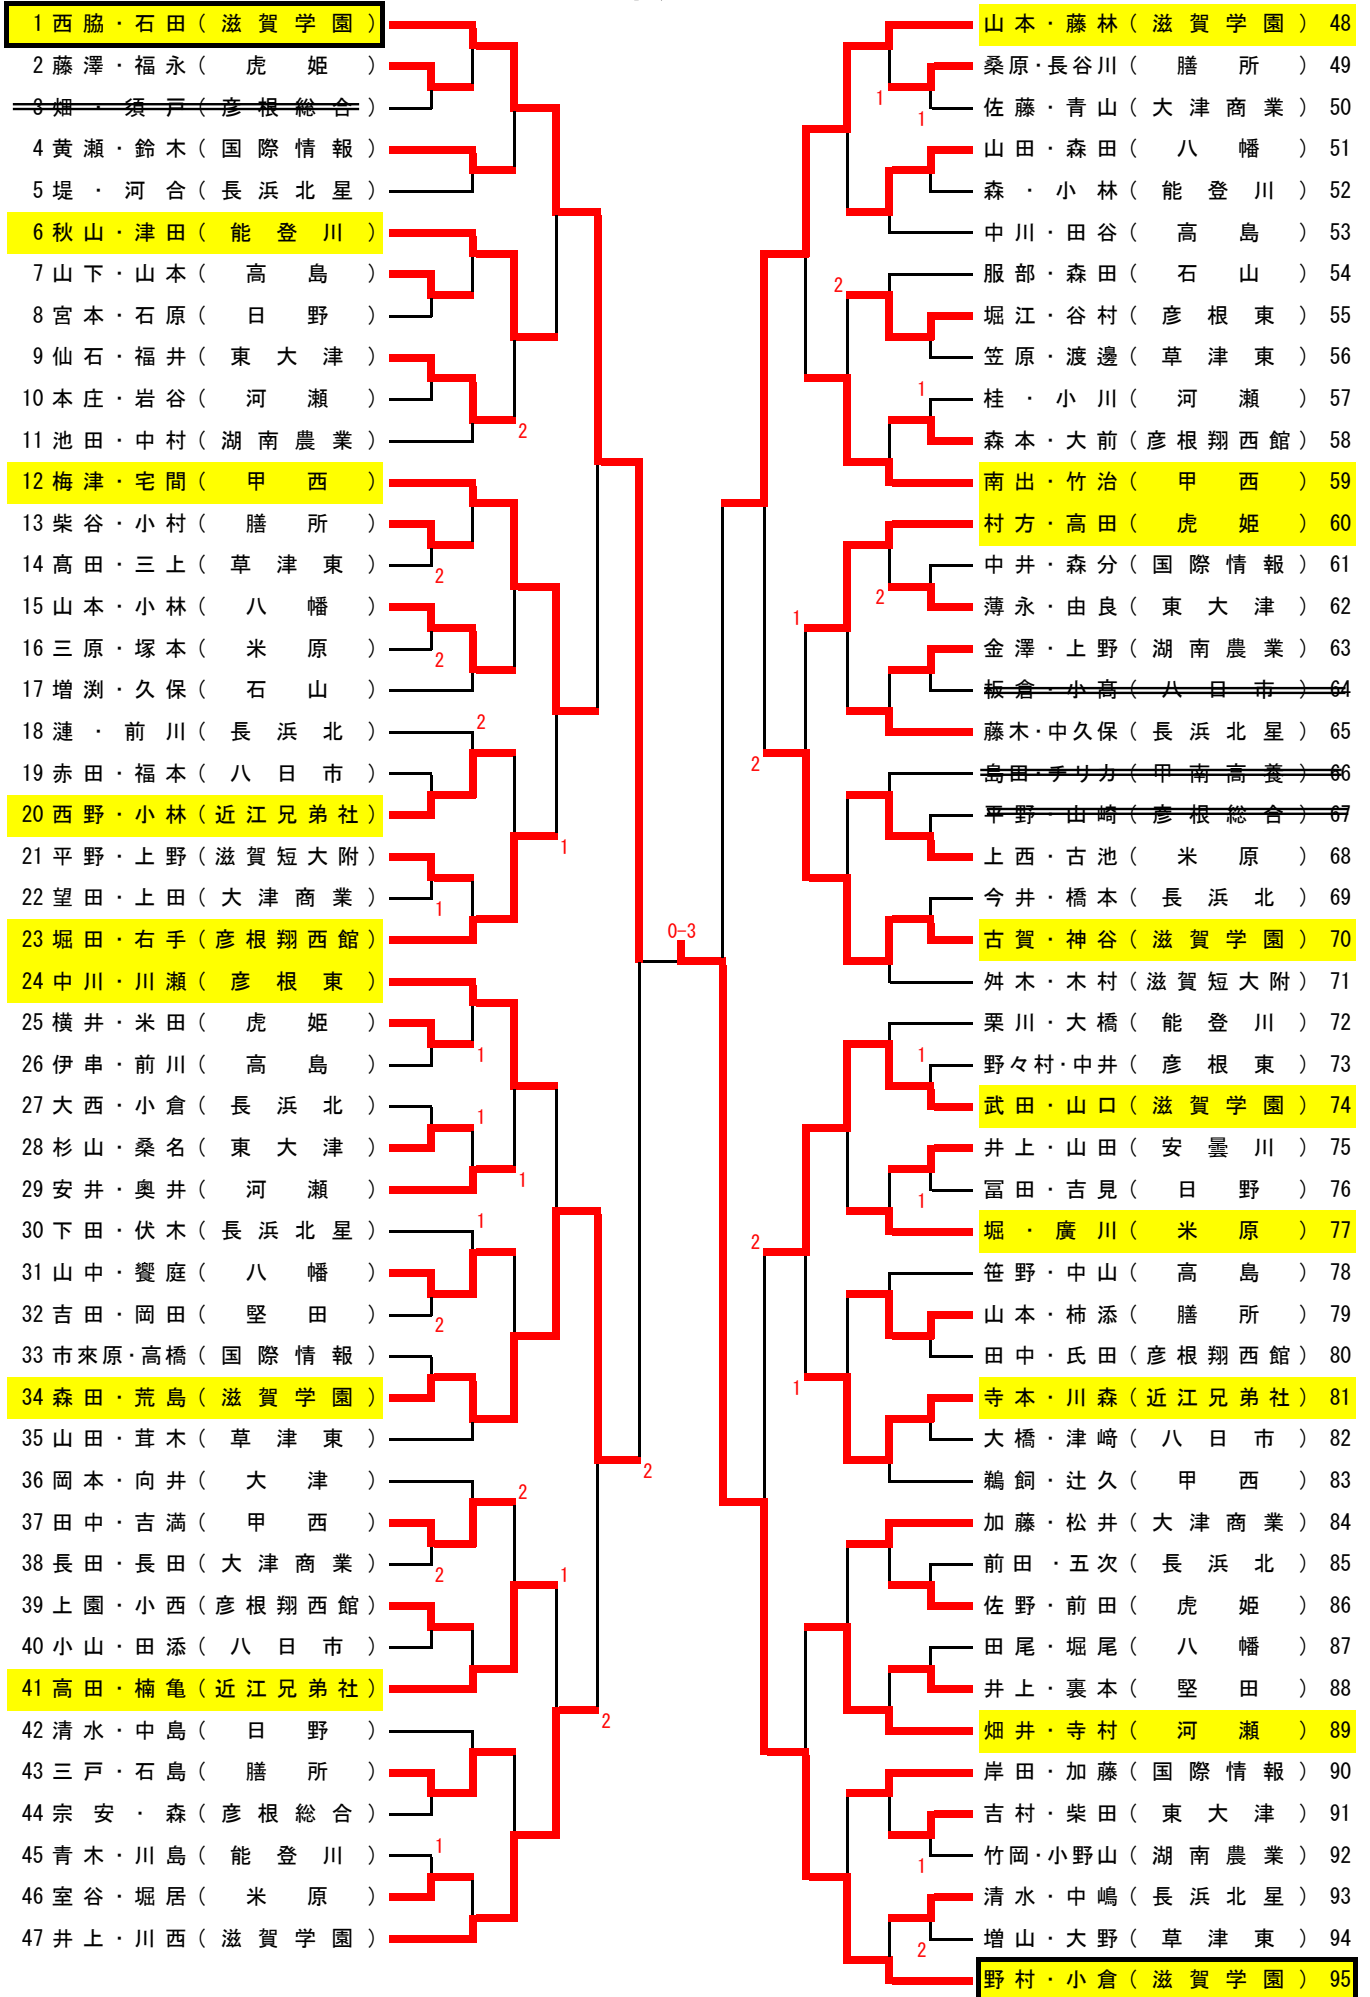 1 西脇・石田(滋賀学園)
2 藤澤・福永(虎姫)
3 畑・須戸(彦根総合)
4 黄瀬・鈴木(国際情報)
5 堤・河合(長浜北星)
6 秋山・津田(能登川)
7 山下・山本(高島)
8 宮本・石原(日野)
9 仙石・福井(東大津)
10 本庄・岩谷(河瀬)
11 池田・中村(湖南農業)
2
12 梅津・宅間(甲西)
13 柴谷・小村(膳所)
14 髙田・三上(草津東)
2
15 山本・小林(八幡)
16 三原・塚本(米原)
2
17 増渕・久保(石山)
18 漣・前川(長浜北)
2
19 赤田・福本(八日市)
20 西野・小林(近江兄弟社)
21 平野・上野(滋賀短大附)
1
22 望田・上田(大津商業)
1
23 堀田・右手(彦根翔西館)
24 中川・川瀬(彦根東)
25 横井・米田(虎姫)
26 伊串・前川(高島)
1
27 大西・小倉(長浜北)
1
28 杉山・桑名(東大津)
29 安井・奥井(河瀬)
1
30 下田・伏木(長浜北星)
1
31 山中・饗庭(八幡)
32 吉田・岡田(堅田)
2
33 市來原・高橋(国際情報)
34 森田・荒島(滋賀学園)
35 山田・茸木(草津東)
2
36 岡本・向井(大津)
2
37 田中・吉満(甲西)
38 長田・長田(大津商業)
2
1
39 上園・小西(彦根翔西館)
40 小山・田添(八日市)
41 高田・楠亀(近江兄弟社)
42 清水・中島(日野)
2
43 三戸・石島(膳所)
44 宗安・森(彦根総合)
45 青木・川島(能登川)
1
46 室谷・堀居(米原)
47 井上・川西(滋賀学園)
0-3
山本・藤林(滋賀学園) 48
桑原・長谷川(膳所) 49
1
佐藤・青山(大津商業) 50
1
山田・森田(八幡) 51
森・小林(能登川) 52
中川・田谷(高島) 53
服部・森田(石山) 54
2
堀江・谷村(彦根東) 55
笠原・渡邊(草津東) 56
桂・小川(河瀬) 57
1
森本・大前(彦根翔西館) 58
南出・竹治(甲西) 59
村方・高田(虎姫) 60
中井・森分(国際情報) 61
2
薄永・由良(東大津) 62
1
金澤・上野(湖南農業) 63
板倉・小髙(八日市) 64
藤木・中久保(長浜北星) 65
2
島田・チリカ(甲南高養) 66
平野・山崎(彦根総合) 67
上西・古池(米原) 68
今井・橋本(長浜北) 69
古賀・神谷(滋賀学園) 70
舛木・木村(滋賀短大附) 71
栗川・大橋(能登川) 72
1
野々村・中井(彦根東) 73
武田・山口(滋賀学園) 74
井上・山田(安曇川) 75
冨田・吉見(日野) 76
1
堀・廣川(米原) 77
2
笹野・中山(高島) 78
山本・柿添(膳所) 79
田中・氏田(彦根翔西館) 80
1
寺本・川森(近江兄弟社) 81
大橋・津﨑(八日市) 82
鵜飼・辻久(甲西) 83
加藤・松井(大津商業) 84
前田・五次(長浜北) 85
佐野・前田(虎姫) 86
田尾・堀尾(八幡) 87
井上・裏本(堅田) 88
畑井・寺村(河瀬) 89
岸田・加藤(国際情報) 90
吉村・柴田(東大津) 91
竹岡・小野山(湖南農業) 92
1
清水・中嶋(長浜北星) 93
増山・大野(草津東) 94
2
野村・小倉(滋賀学園) 95